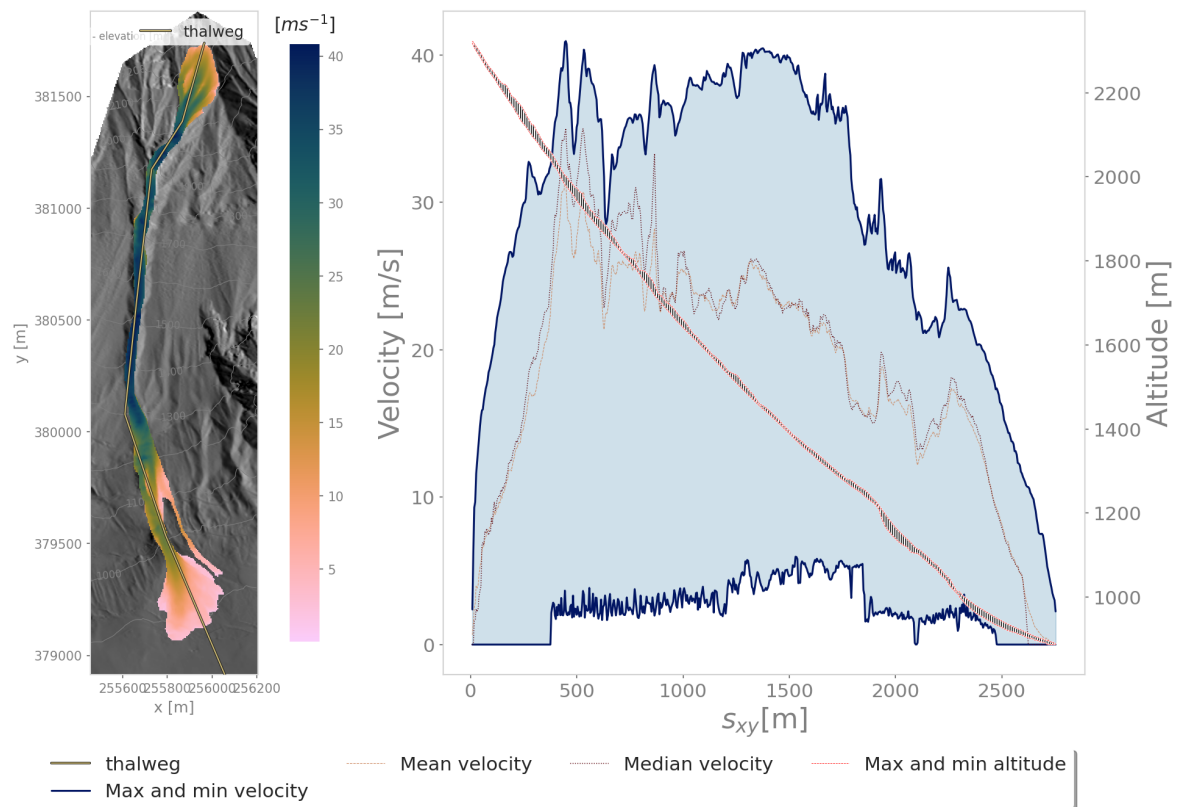 [ms⁻¹]
thalweg
- elevation [m]
40
35
30
25
20
15
10
5
381500
381000
380500
380000
379500
379000
y [m]
255600 255800 256000 256200
x [m]
1500
1300
1000
Velocity [m/s]
40
30
20
10
0
0 500 1000 1500 2000 2500
s_xy[m]
2200
2000
1800
1600
1400
1200
1000
Altitude [m]
thalweg
Max and min velocity
Mean velocity
Median velocity
Max and min altitude